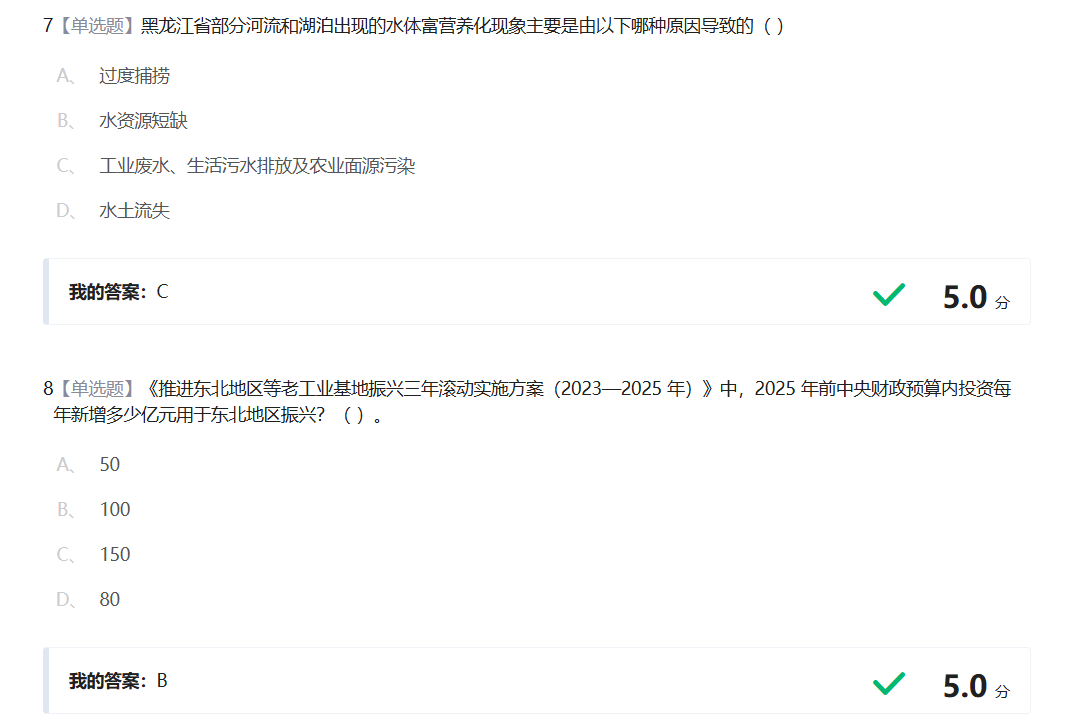 7【单选题】黑龙江省部分河流和湖泊出现的水体富营养化现象主要是由以下哪种原因导致的（ ）
A、 过度捕捞
B、 水资源短缺
C、 工业废水、生活污水排放及农业面源污染
D、 水土流失
我的答案：C 5.0 分
8【单选题】《推进东北地区等老工业基地振兴三年滚动实施方案（2023—2025 年）》中，2025 年前中央财政预算内投资每
年新增多少亿元用于东北地区振兴？（ ）。
A、 50
B、 100
C、 150
D、 80
我的答案：B 5.0 分